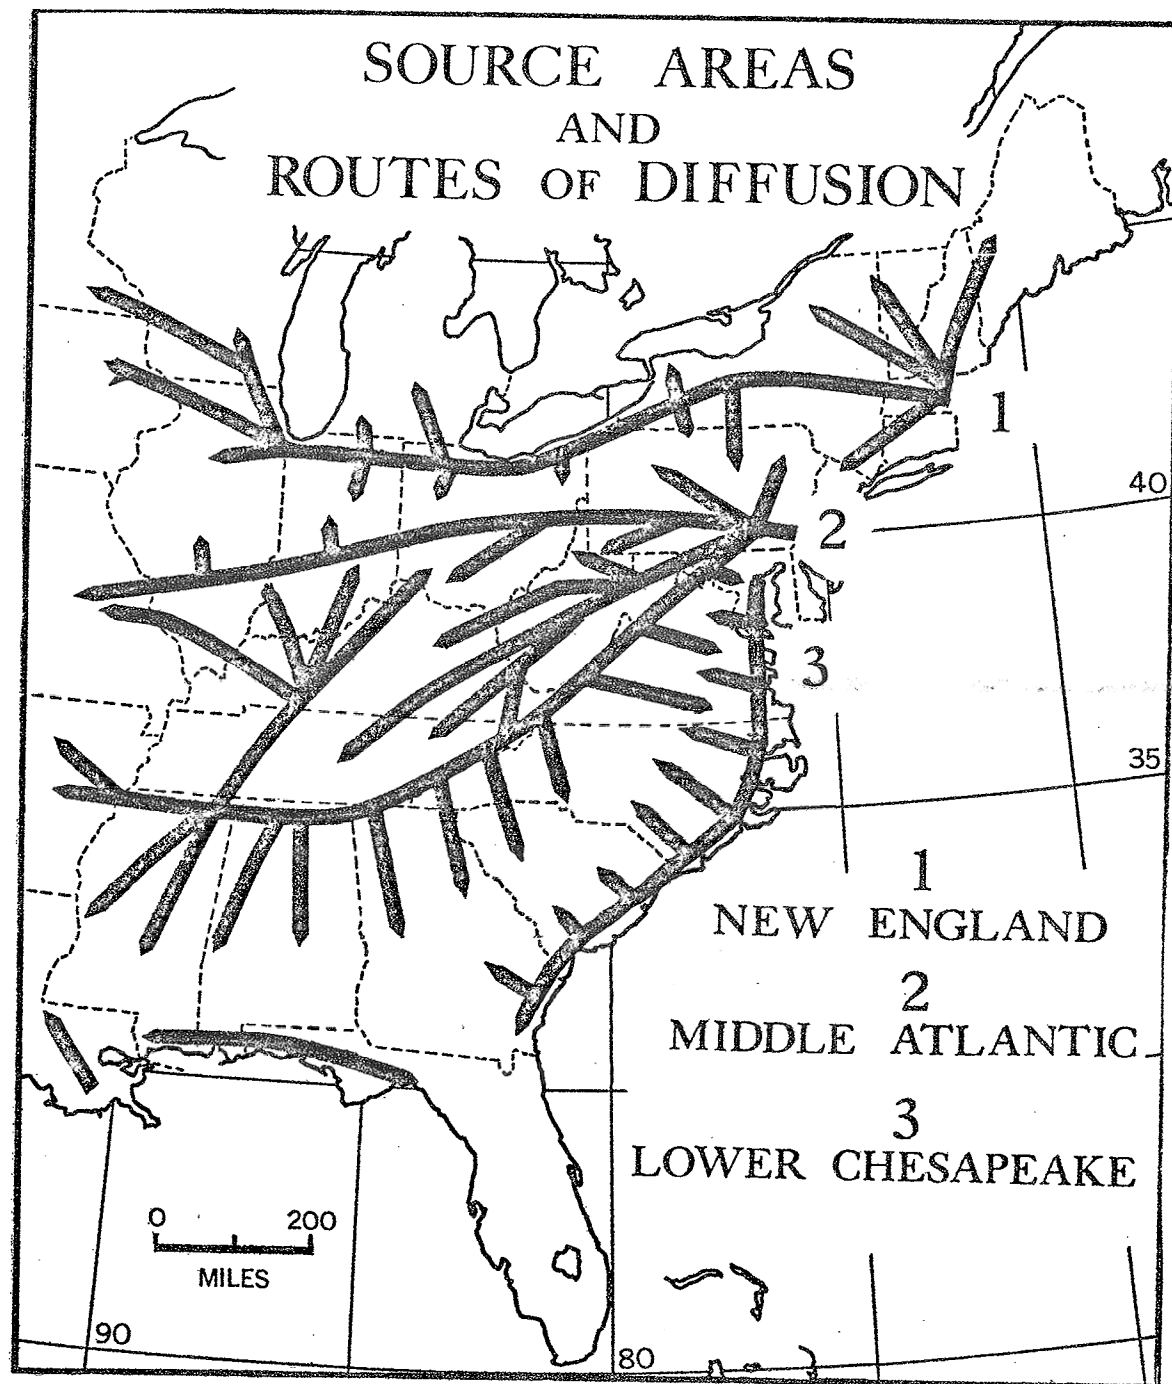 SOURCE AREAS
AND
ROUTES OF DIFFUSION
1
40
2
3
35
1
NEW ENGLAND
2
MIDDLE ATLANTIC
3
LOWER CHESAPEAKE
0 200
MILES
90
80